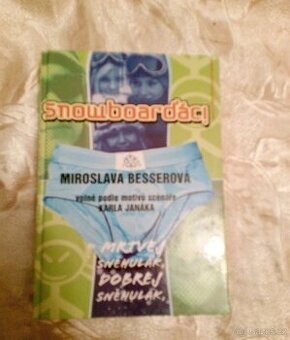 Snowboarďáci
MIROSLAVA BESSEROVÁ
volně podle motivů scénáře
KARLA JANÁKA
MRTVEJ
SNĚHULÁK,
DOBREJ
SNĚHULÁK,